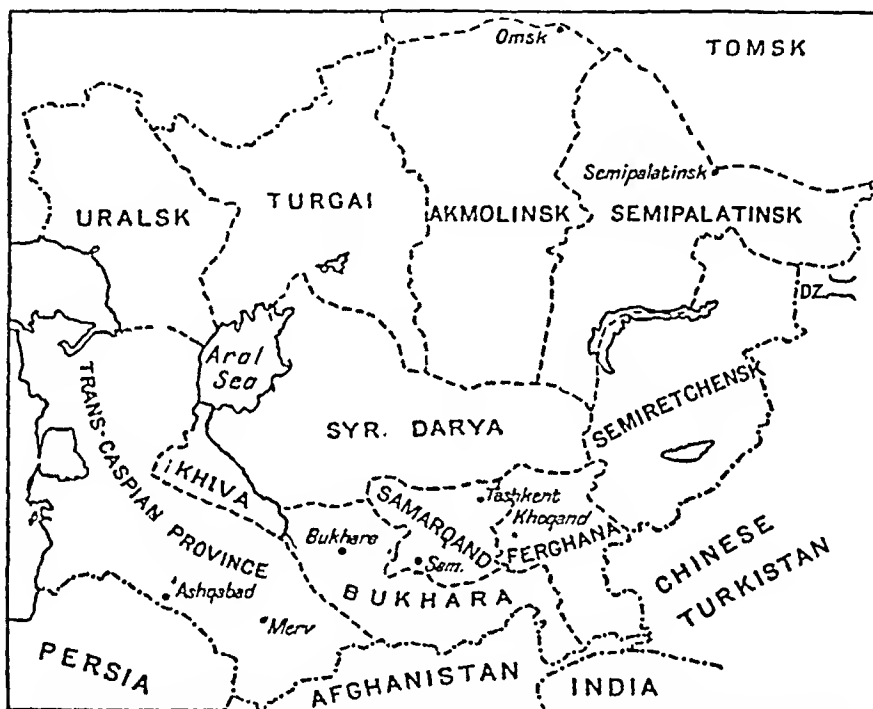 Omsk
TOMSK
Semipalatinsk
URALSK
TURGAI
AKMOLINSK
SEMIPALATINSK
DZ.
Aral
Sea
TRANS-CASPIAN PROVINCE
SYR. DARYA
SEMIRETCHENSK
KHIVA
SAMARQAND
Tashkent
Khoqand
Bukhara
Sam.
FERGHANA
CHINESE
TURKISTAN
Ashqabad
BUKHARA
Merv
PERSIA
AFGHANISTAN
INDIA